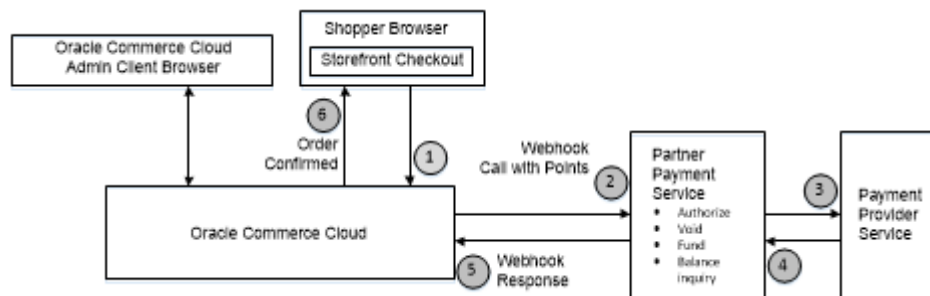 Oracle Commerce Cloud
Admin Client Browser
Shopper Browser
Storefront Checkout
6
Order
Confirmed
1
Webhook
Call with Points
2
Partner
Payment
Service
• Authorize
• Void
• Fund
• Balance
inquiry
3
Payment
Provider
Service
Oracle Commerce Cloud
5
Webhook
Response
4